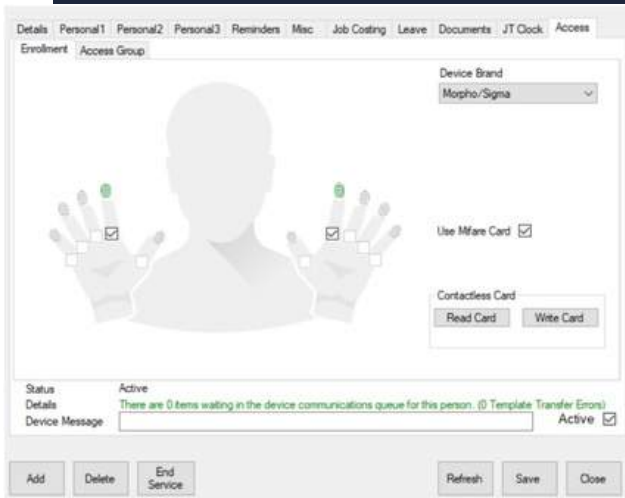 Details Personal1 Personal2 Personal3 Reminders Misc Job Costing Leave Documents JT Clock Access
Enrollment Access Group
Device Brand
Morpho/Sigma
Use Mifare Card
Contactless Card
Read Card Write Card
Status Active
Details There are 0 items waiting in the device communications queue for this person. (0 Template Transfer Errors)
Device Message Active
Add Delete End Service Refresh Save Close